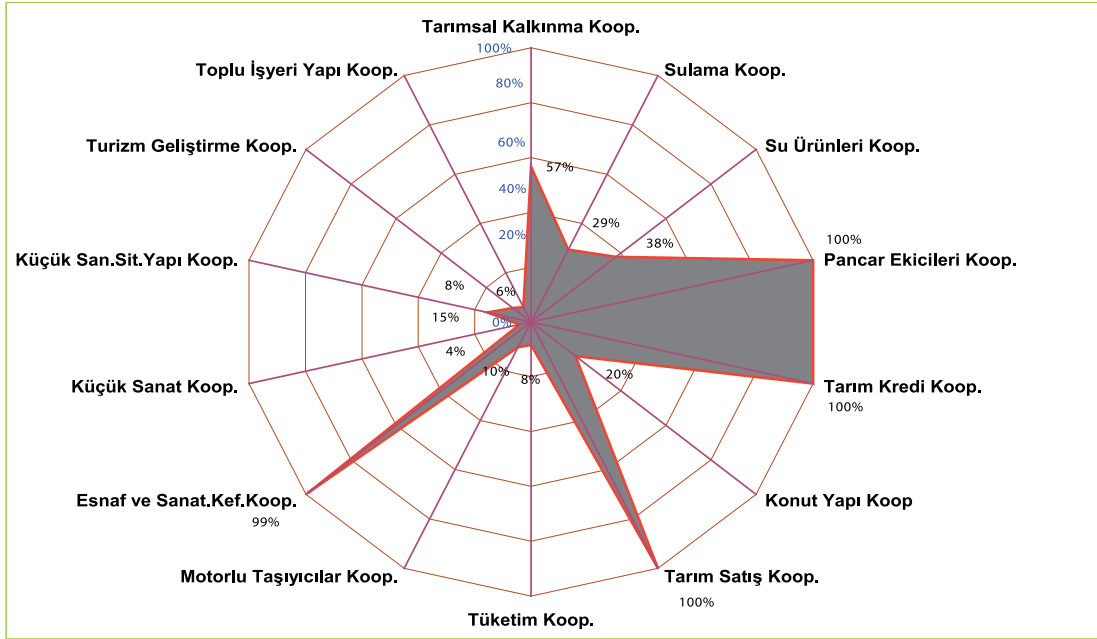 Tarımsal Kalkınma Koop.
100%
Toplu İşyeri Yapı Koop.
Sulama Koop.
80%
Turizm Geliştirme Koop.
60%
Su Ürünleri Koop.
57%
40%
29%
38%
20%
100%
Küçük San.Sit.Yapı Koop.
Pancar Ekicileri Koop.
8%
6%
15%
0%
4%
10%
8%
20%
Küçük Sanat Koop.
Tarım Kredi Koop.
100%
Esnaf ve Sanat.Kef.Koop.
99%
Konut Yapı Koop
Motorlu Taşıyıcılar Koop.
Tarım Satış Koop.
100%
Tüketim Koop.